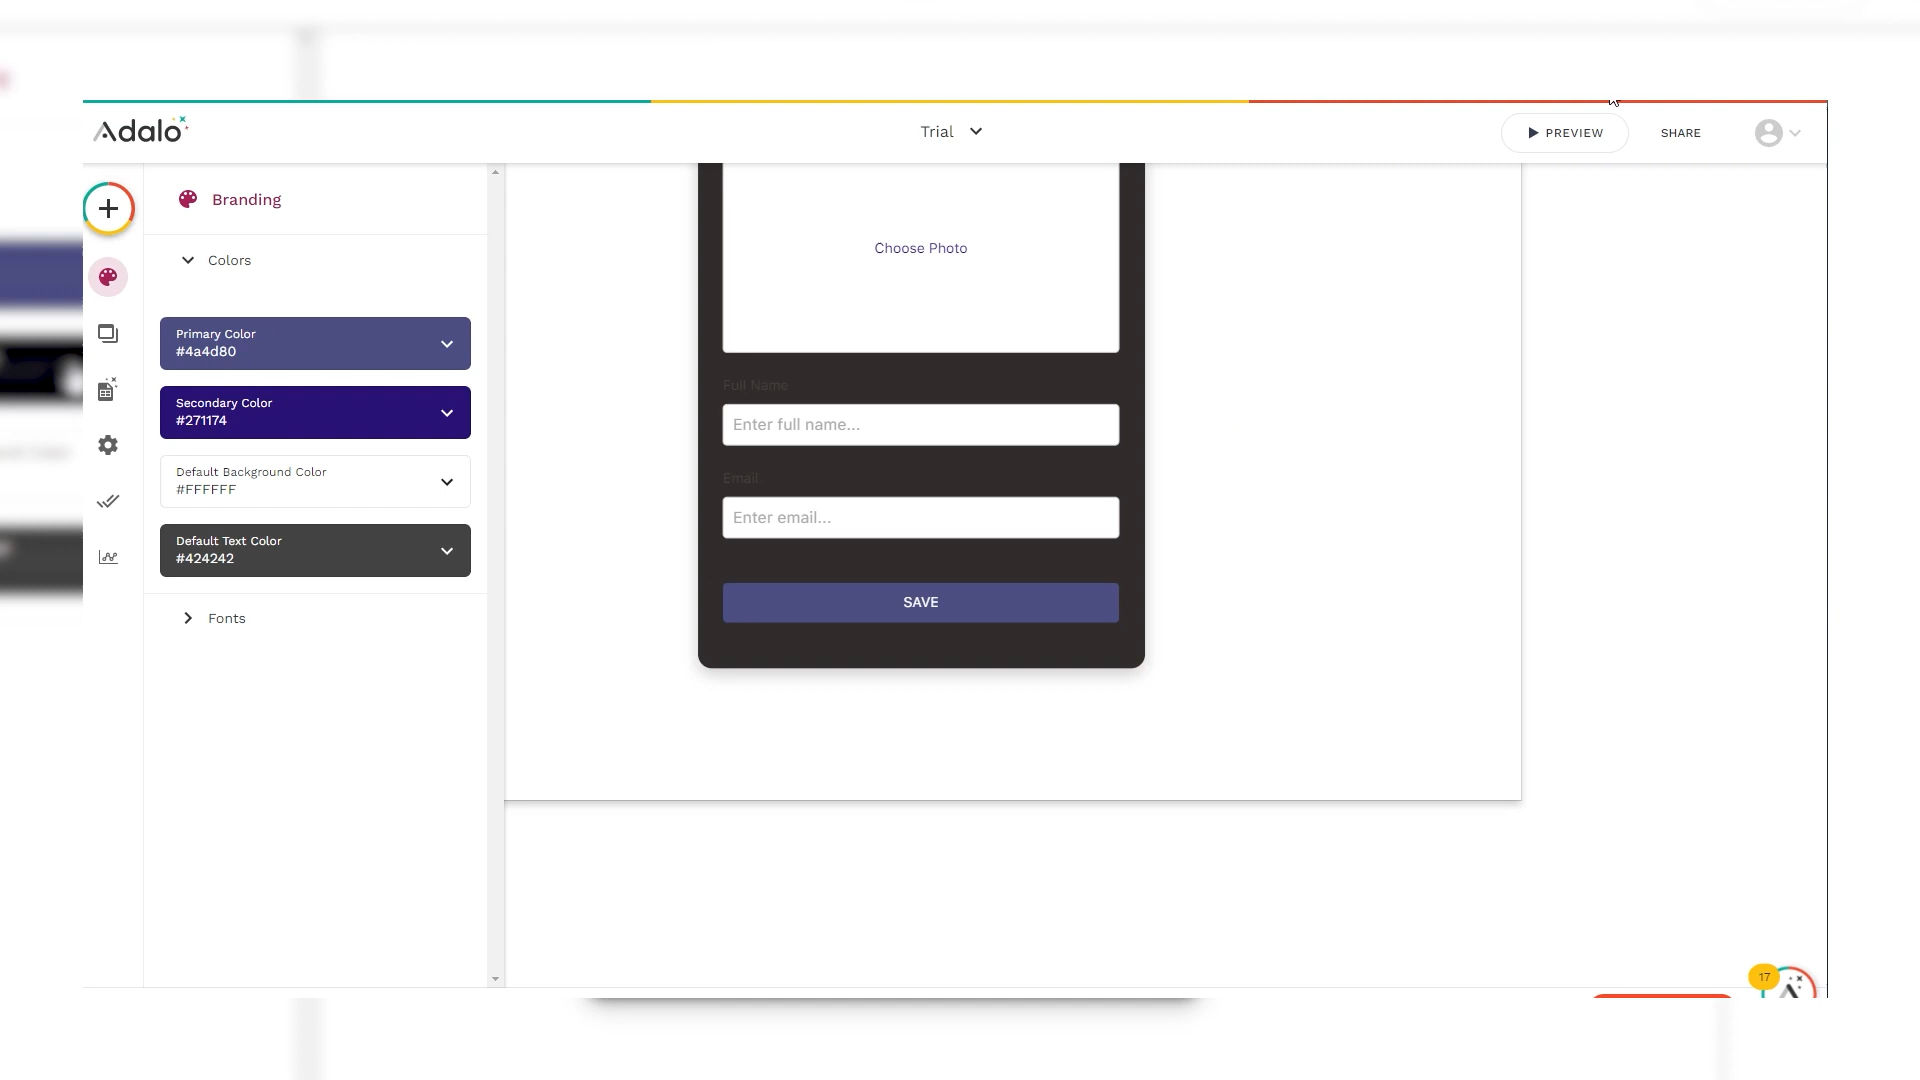 Adalo
Trial
PREVIEW
SHARE
Branding
Colors
Primary Color
#4a4d80
Secondary Color
#271174
Default Background Color
#FFFFFF
Default Text Color
#424242
Fonts
Choose Photo
Full Name
Enter full name...
Email
Enter email...
SAVE
17